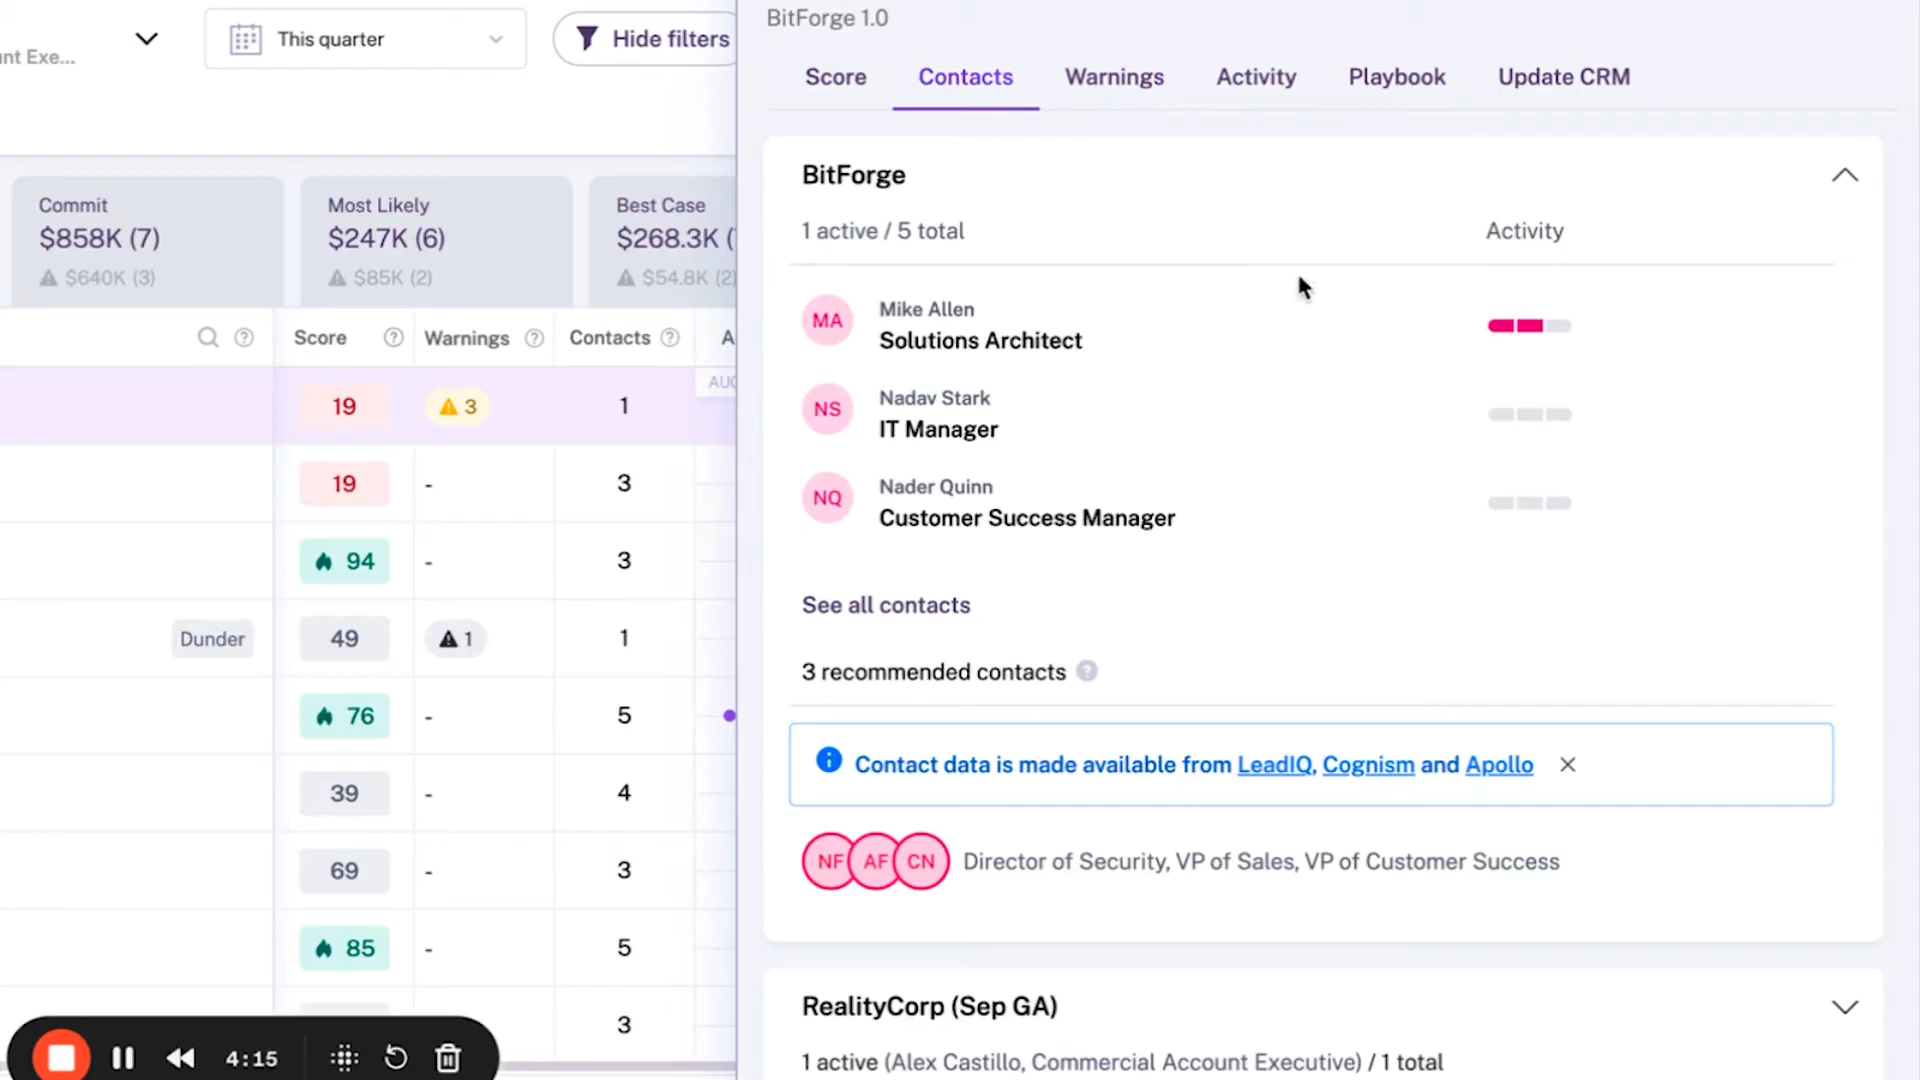 nt Exe...
This quarter
Hide filters
Commit
$858K (7)
$640K (3)
Most Likely
$247K (6)
$85K (2)
Best Case
$268.3K (
$54.8K (2)
Score
Warnings
Contacts
A
AUG
19
3
1
19
-
3
94
-
3
Dunder
49
1
1
76
-
5
39
-
4
69
-
3
85
-
5
3
4:15
BitForge 1.0
Score
Contacts
Warnings
Activity
Playbook
Update CRM
BitForge
1 active / 5 total
Activity
MA
Mike Allen
Solutions Architect
NS
Nadav Stark
IT Manager
NQ
Nader Quinn
Customer Success Manager
See all contacts
3 recommended contacts
Contact data is made available from LeadIQ, Cognism and Apollo
NF AF CN Director of Security, VP of Sales, VP of Customer Success
RealityCorp (Sep GA)
1 active (Alex Castillo, Commercial Account Executive) / 1 total